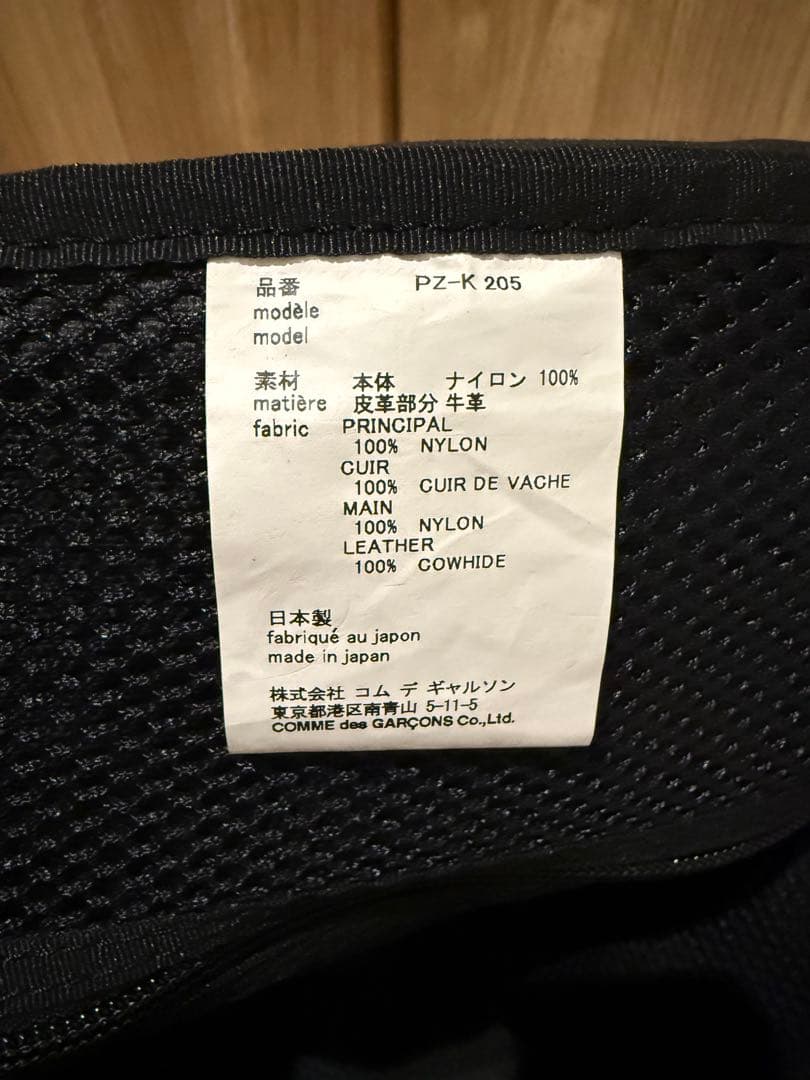 品番 PZ-K 205
modèle
model
素材 本体 ナイロン 100%
matière 皮革部分 牛革
fabric PRINCIPAL
100% NYLON
CUIR
100% CUIR DE VACHE
MAIN
100% NYLON
LEATHER
100% COWHIDE
日本製
fabriqué au japon
made in japan
株式会社 コム デ ギャルソン
東京都港区南青山 5-11-5
COMME des GARÇONS Co.,Ltd.